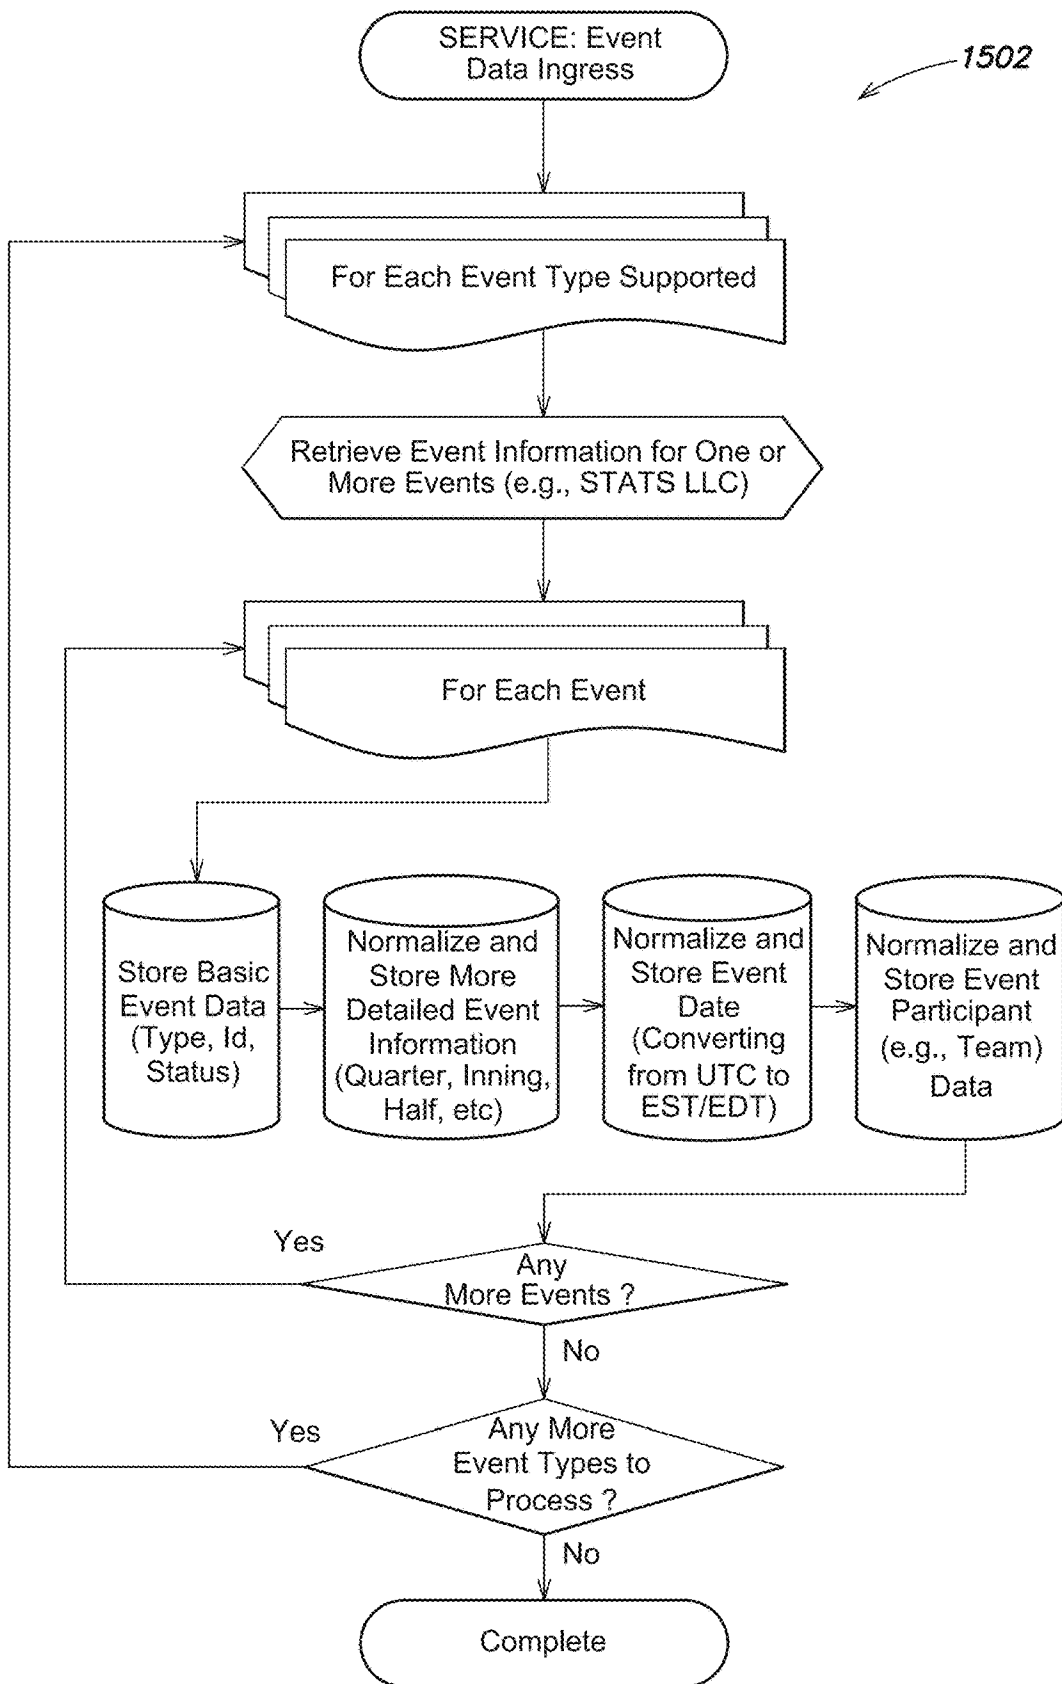 SERVICE: Event
Data Ingress
1502
For Each Event Type Supported
Retrieve Event Information for One or
More Events (e.g., STATS LLC)
For Each Event
Store Basic
Event Data
(Type, Id,
Status)
Normalize and
Store More
Detailed Event
Information
(Quarter, Inning,
Half, etc)
Normalize and
Store Event
Date
(Converting
from UTC to
EST/EDT)
Normalize and
Store Event
Participant
(e.g., Team)
Data
Yes
Any
More Events ?
No
Yes
Any More
Event Types to
Process ?
No
Complete